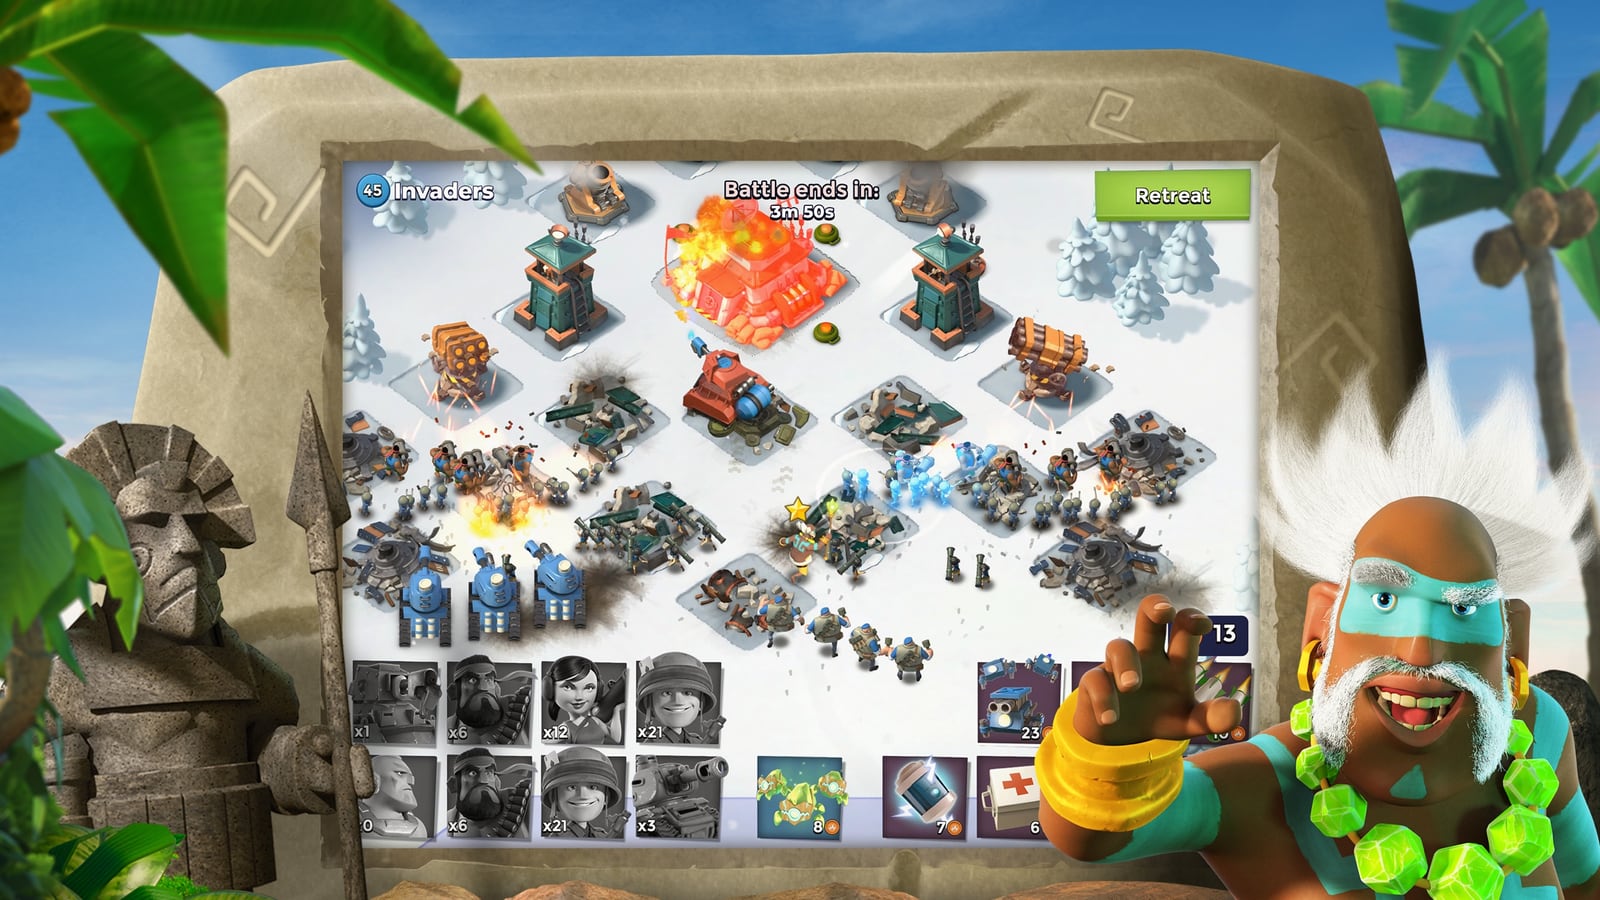 45 Invaders
Battle ends in:
3m 50s
Retreat
13
x1
x6
x12
x21
23
x6
x21
x3
8
7
6